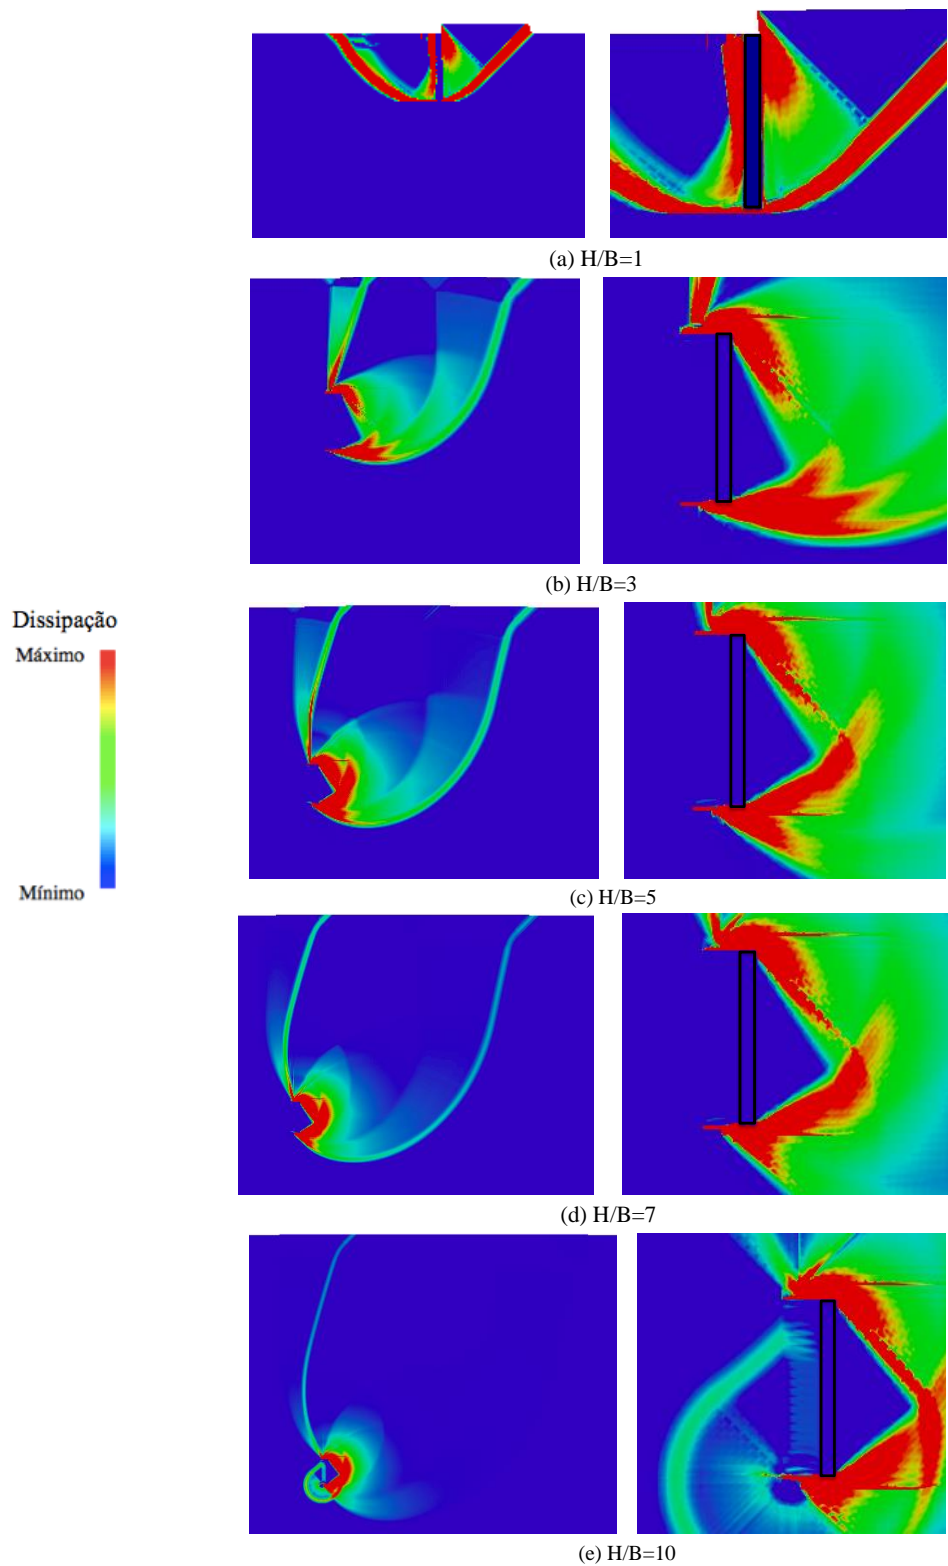 (a) H/B=1
(b) H/B=3
Dissipação
Máximo
Mínimo
(c) H/B=5
(d) H/B=7
(e) H/B=10